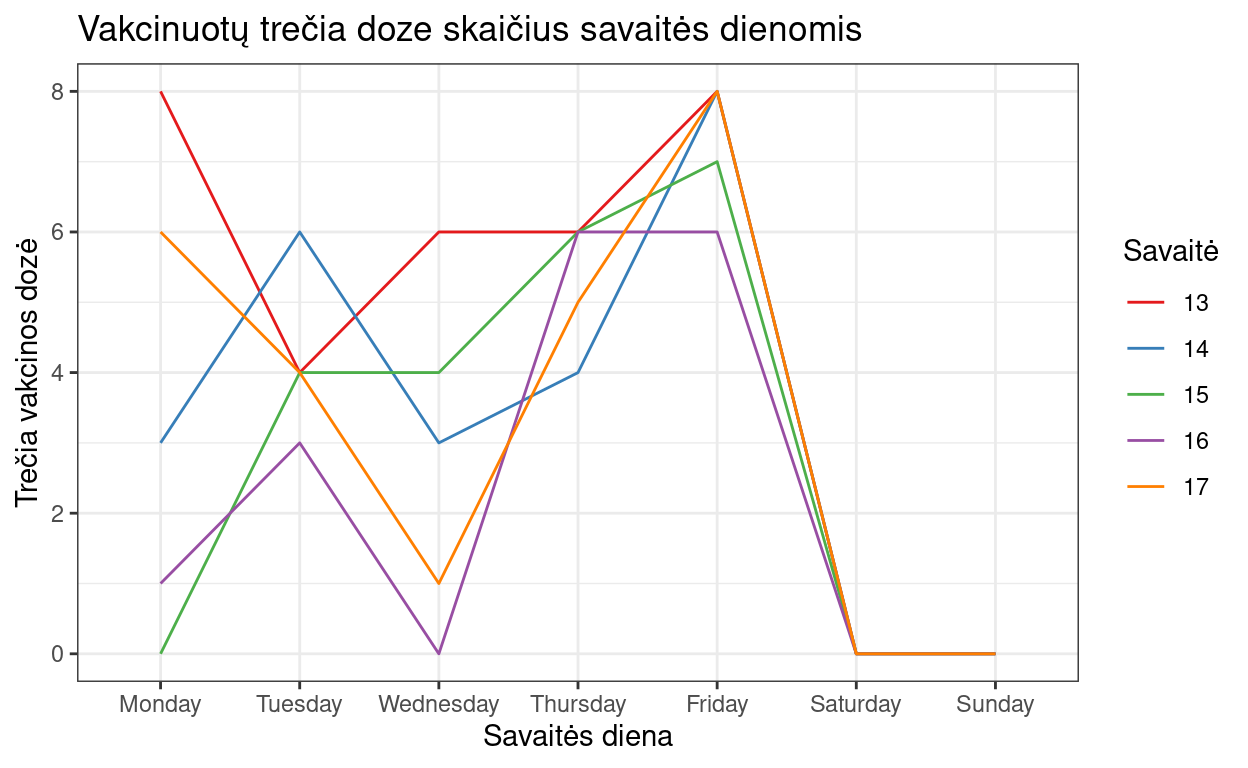 Vakcinuotų trečia doze skaičius savaitės dienomis
Trečia vakcinos dozė
8
6
4
2
0
Monday Tuesday Wednesday Thursday Friday Saturday Sunday
Savaitės diena
Savaitė
13
14
15
16
17